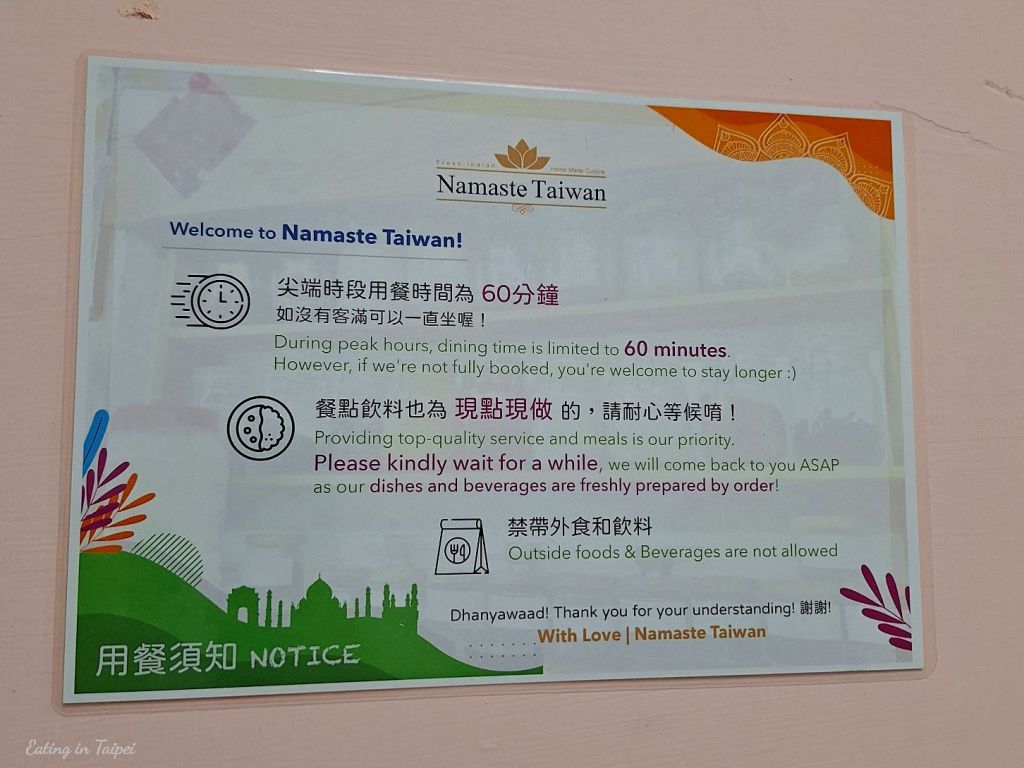 Fresh Indian Home Made Cuisine
Namaste Taiwan
Welcome to Namaste Taiwan!
尖端時段用餐時間為 60分鐘
如沒有客滿可以一直坐喔！
During peak hours, dining time is limited to 60 minutes.
However, if we're not fully booked, you're welcome to stay longer :)
餐點飲料也為 現點現做 的，請耐心等候唷！
Providing top-quality service and meals is our priority.
Please kindly wait for a while, we will come back to you ASAP
as our dishes and beverages are freshly prepared by order!
禁帶外食和飲料
Outside foods & Beverages are not allowed
Dhanyawaad! Thank you for your understanding! 謝謝!
With Love | Namaste Taiwan
用餐須知 NOTICE
Eating in Taipei